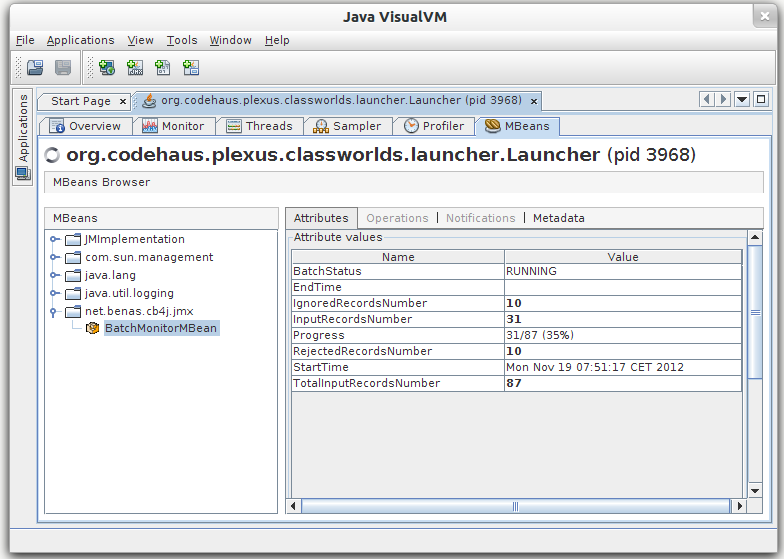 Java VisualVM
File Applications View Tools Window Help
Applications
Start Page × org.codehaus.plexus.classworlds.launcher.Launcher (pid 3968) ×
Overview Monitor Threads Sampler Profiler MBeans
org.codehaus.plexus.classworlds.launcher.Launcher (pid 3968)
MBeans Browser
MBeans
JMImplementation
com.sun.management
java.lang
java.util.logging
net.benas.cb4j.jmx
BatchMonitorMBean
Attributes Operations | Notifications | Metadata
Attribute values
Name Value
BatchStatus RUNNING
EndTime
IgnoredRecordsNumber 10
InputRecordsNumber 31
Progress 31/87 (35%)
RejectedRecordsNumber 10
StartTime Mon Nov 19 07:51:17 CET 2012
TotalInputRecordsNumber 87